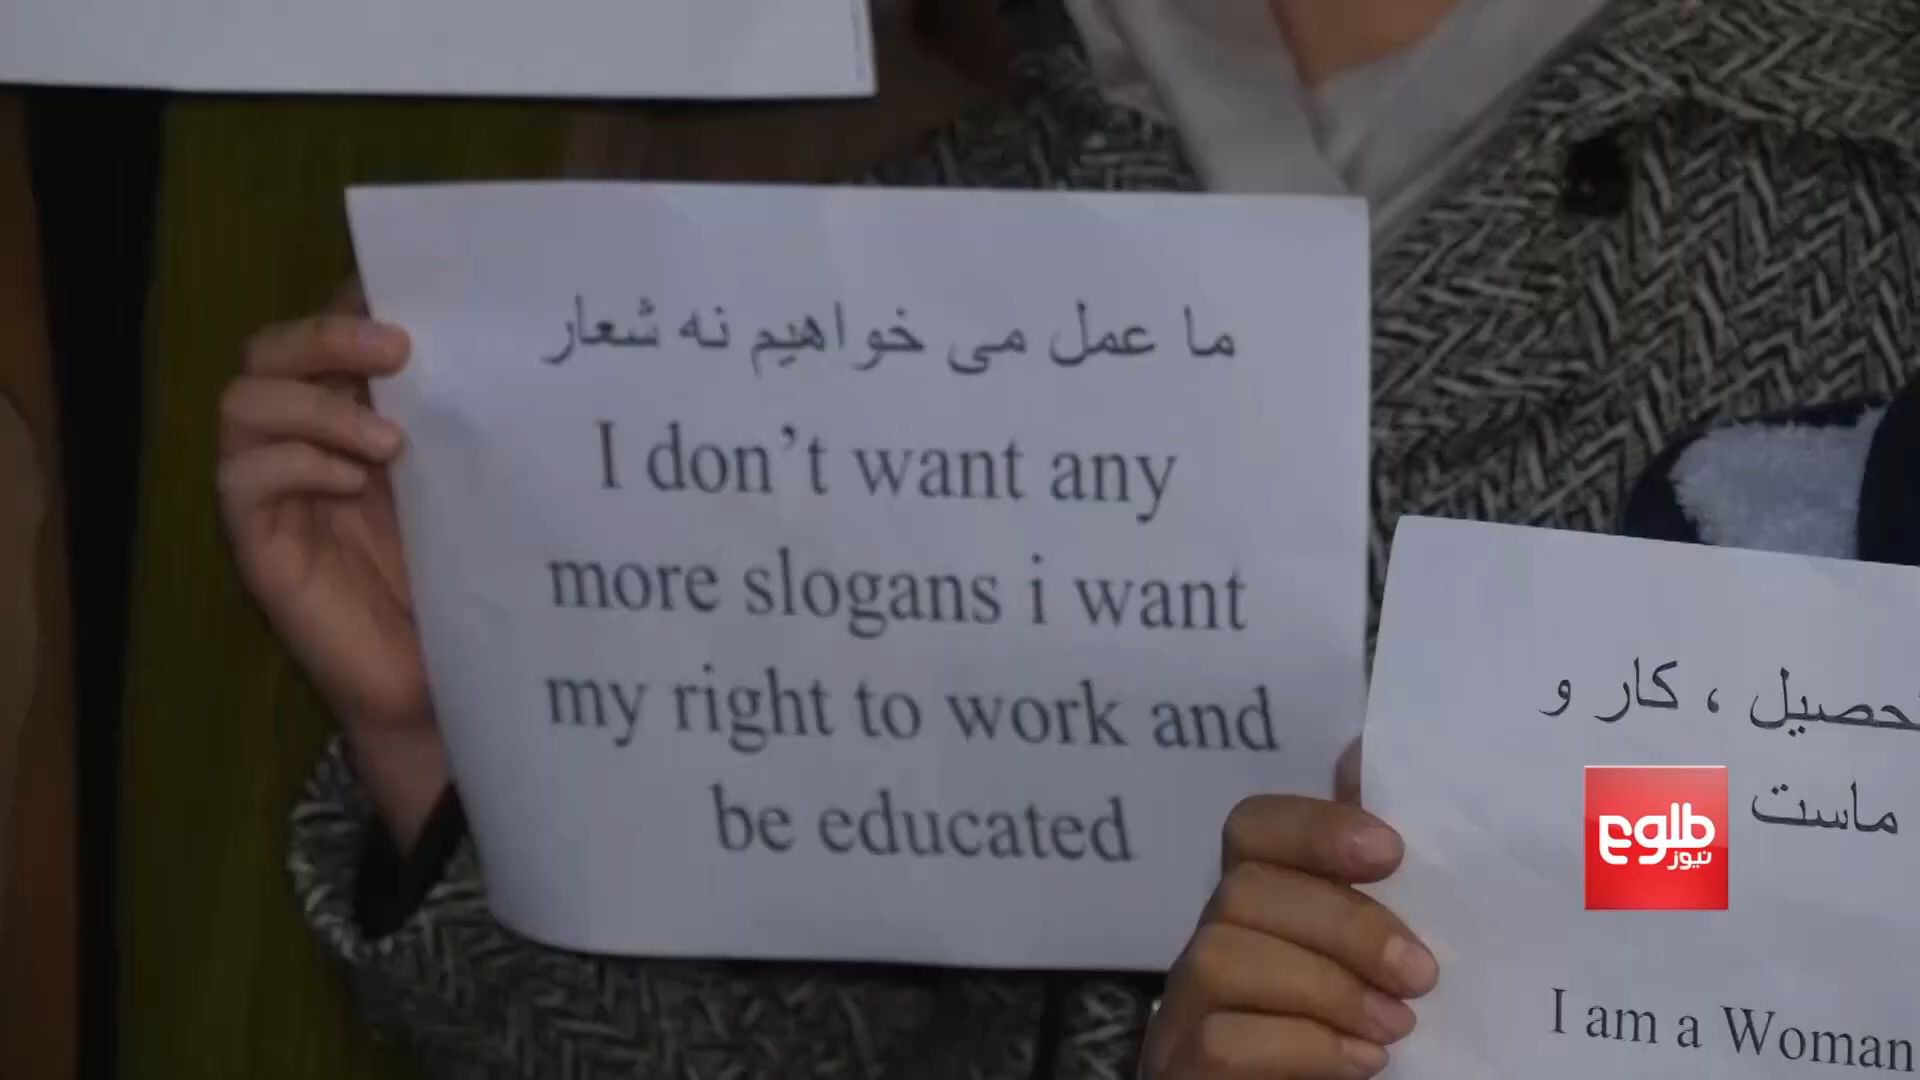 ما عمل می خواهیم نه شعار
I don’t want any
more slogans i want
my right to work and
be educated
، کار و
ماست
I am a Woman
طلوع
نیوز